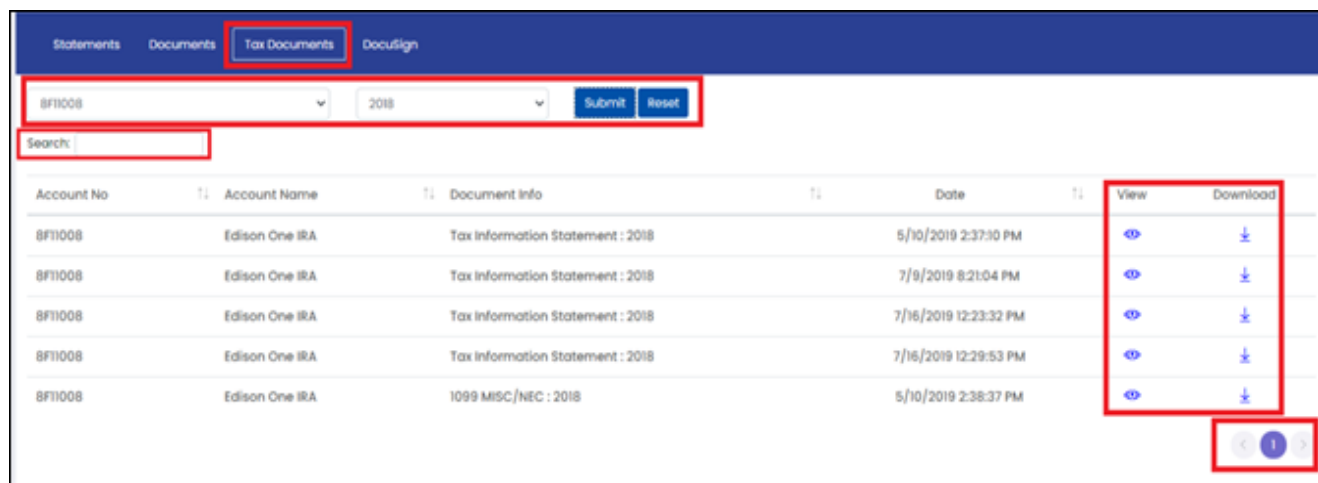 Statements Documents Tax Documents DocuSign
8F11008 2018 Submit Reset
Search:
Account No Account Name Document Info Date View Download
8F11008 Edison One IRA Tax Information Statement : 2018 5/10/2019 2:37:10 PM
8F11008 Edison One IRA Tax Information Statement : 2018 7/9/2019 8:21:04 PM
8F11008 Edison One IRA Tax Information Statement : 2018 7/16/2019 12:23:32 PM
8F11008 Edison One IRA Tax Information Statement : 2018 7/16/2019 12:29:53 PM
8F11008 Edison One IRA 1099 MISC/NEC : 2018 5/10/2019 2:38:37 PM
< 1 >